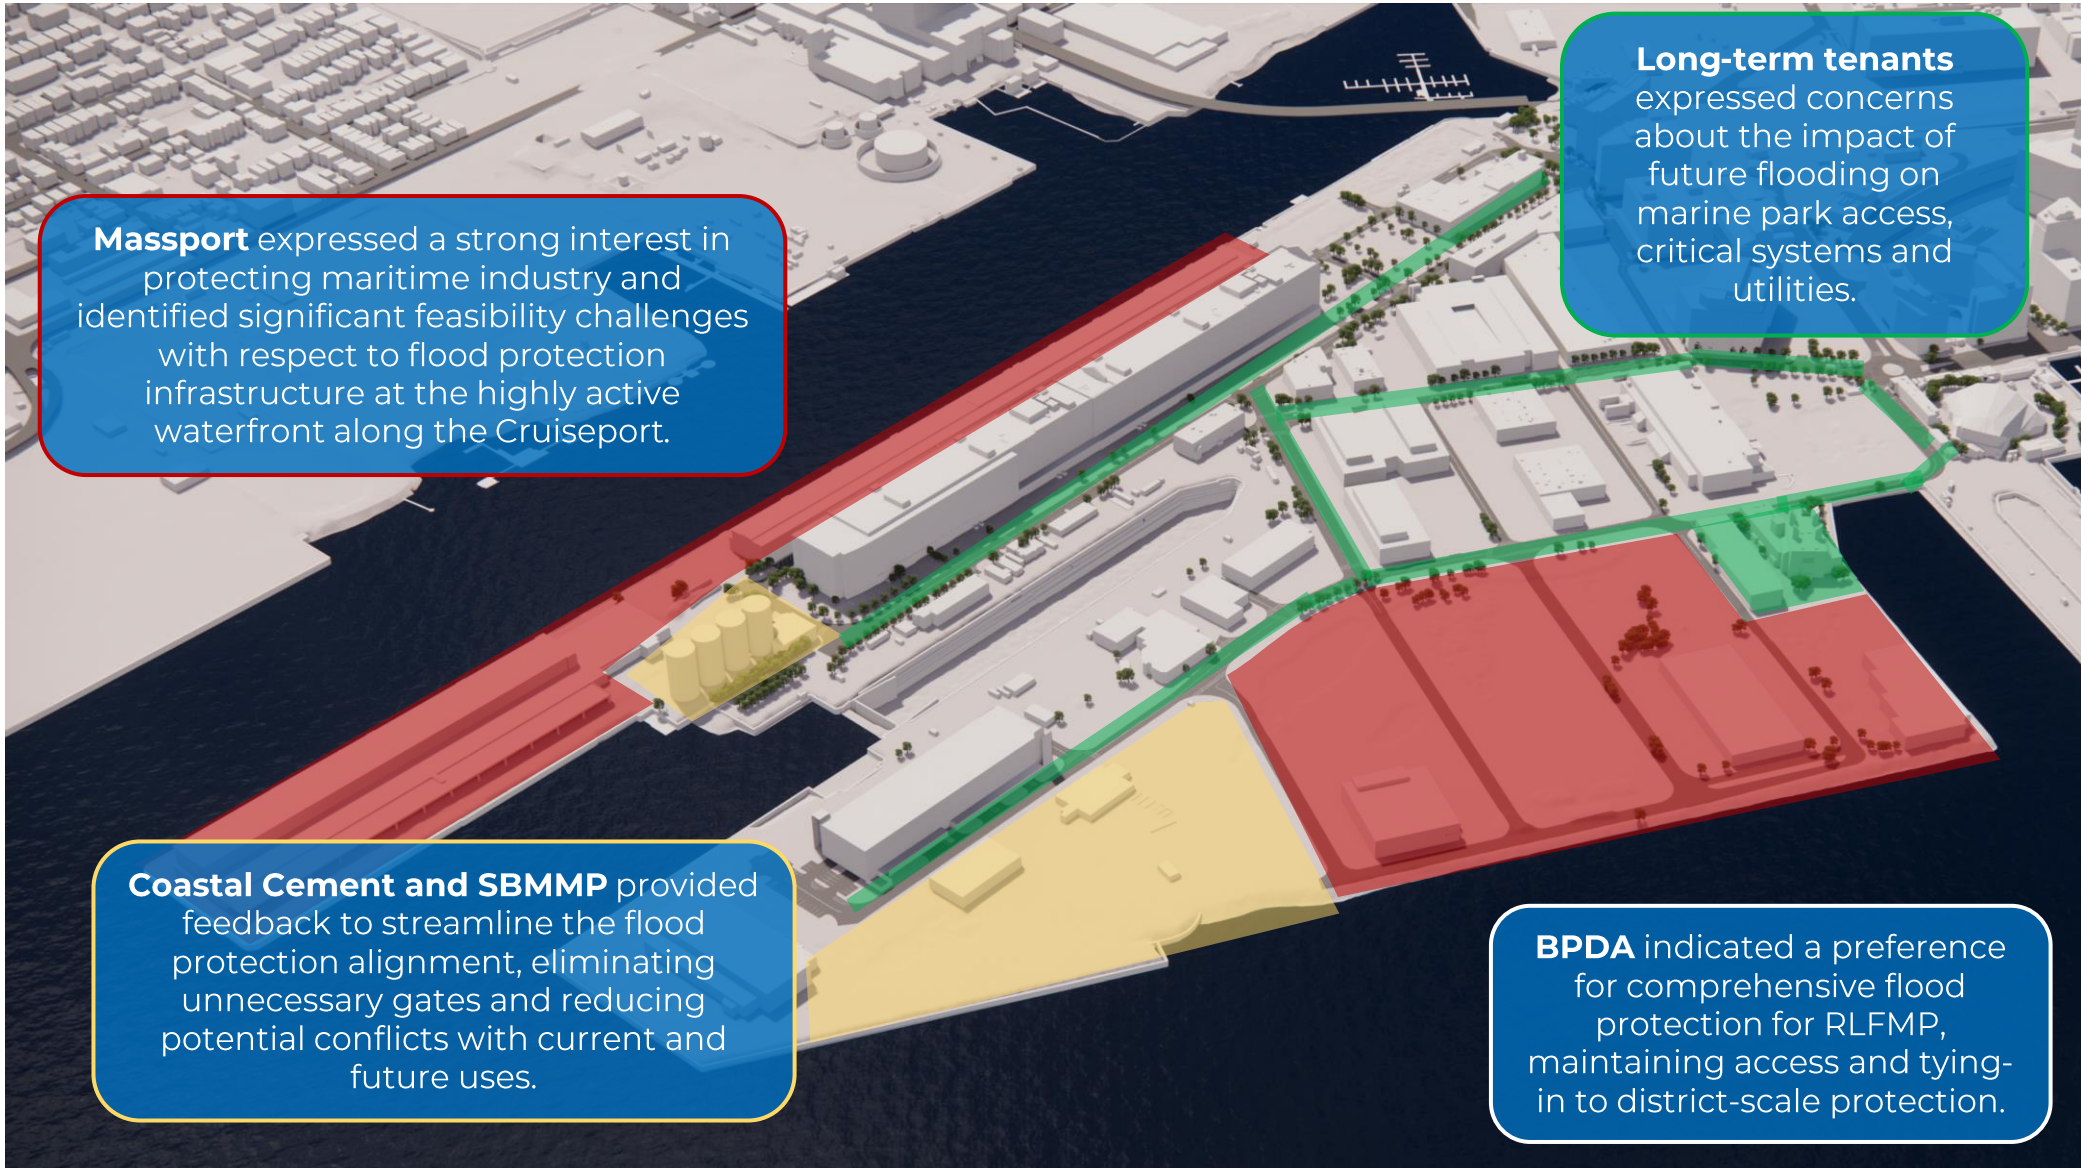 Long-term tenants
expressed concerns
about the impact of
future flooding on
marine park access,
critical systems and
utilities.
Massport expressed a strong interest in
protecting maritime industry and
identified significant feasibility challenges
with respect to flood protection
infrastructure at the highly active
waterfront along the Cruiseport.
Coastal Cement and SBMMP provided
feedback to streamline the flood
protection alignment, eliminating
unnecessary gates and reducing
potential conflicts with current and
future uses.
BPDA indicated a preference
for comprehensive flood
protection for RLFMP,
maintaining access and tying-
in to district-scale protection.